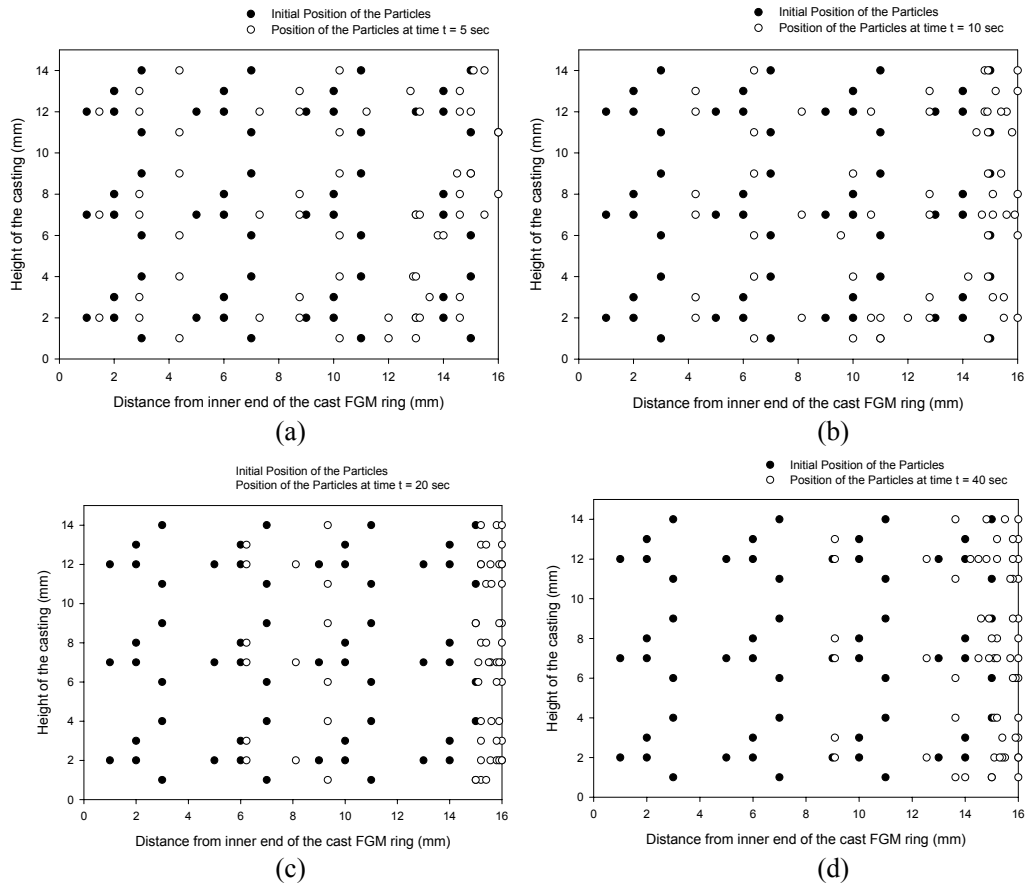 Initial Position of the Particles
Position of the Particles at time t = 5 sec
Height of the casting (mm)
14
12
10
8
6
4
2
0
0 2 4 6 8 10 12 14 16
Distance from inner end of the cast FGM ring (mm)
(a)
Initial Position of the Particles
Position of the Particles at time t = 10 sec
Height of the casting (mm)
14
12
10
8
6
4
2
0
0 2 4 6 8 10 12 14 16
Distance from inner end of the cast FGM ring (mm)
(b)
Initial Position of the Particles
Position of the Particles at time t = 20 sec
Height of the casting (mm)
14
12
10
8
6
4
2
0
0 2 4 6 8 10 12 14 16
Distance from inner end of the cast FGM ring (mm)
(c)
Initial Position of the Particles
Position of the Particles at time t = 40 sec
Height of the casting (mm)
14
12
10
8
6
4
2
0
0 2 4 6 8 10 12 14 16
Distance from inner end of the cast FGM ring (mm)
(d)